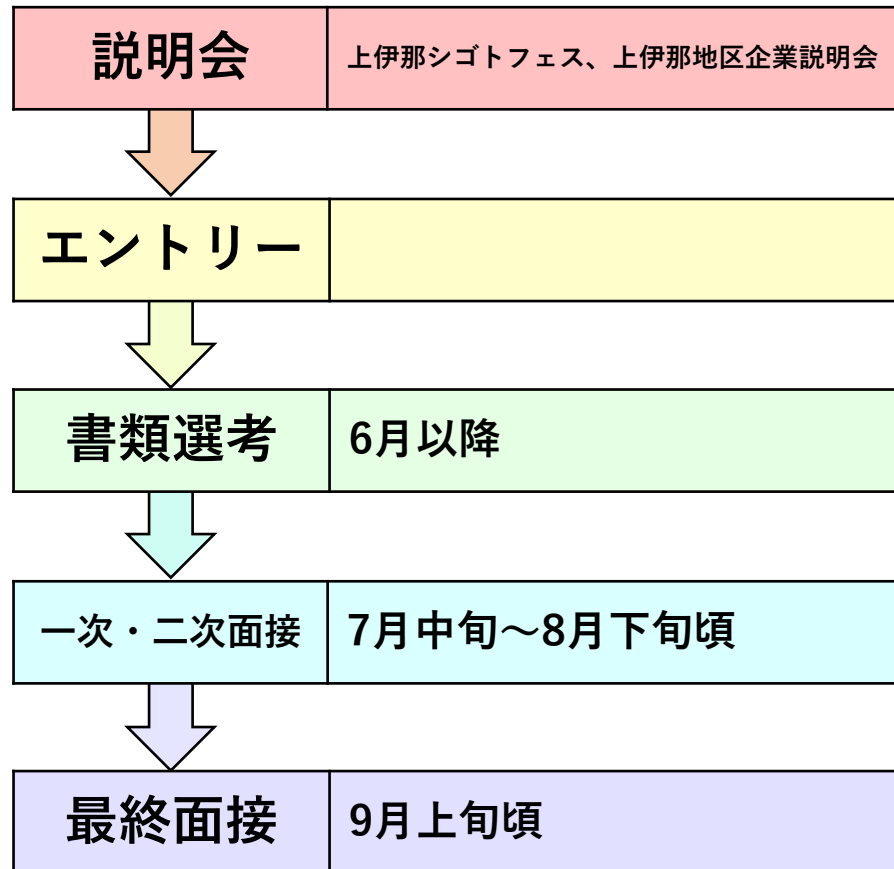 説明会
上伊那シゴトフェス、上伊那地区企業説明会
エントリー
書類選考
6月以降
一次・二次面接
7月中旬～8月下旬頃
最終面接
9月上旬頃